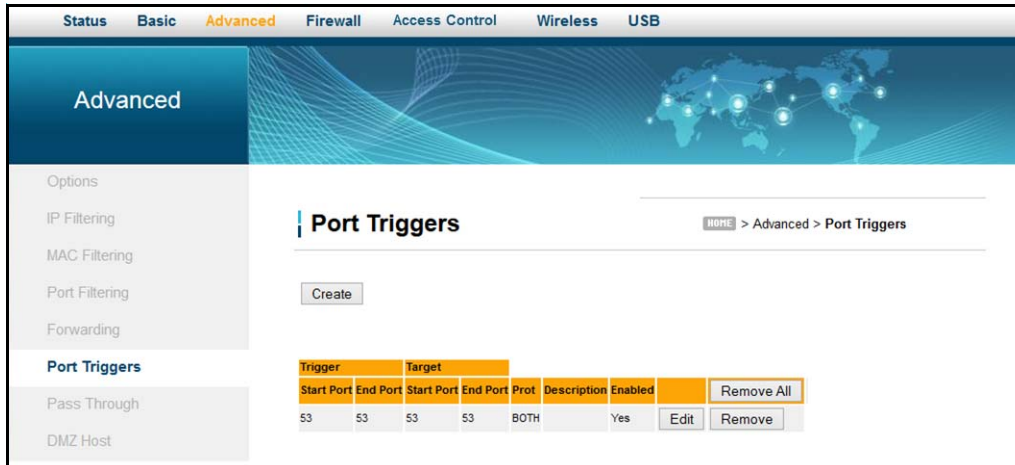 Status Basic Advanced Firewall Access Control Wireless USB
Advanced
Options
IP Filtering
MAC Filtering
Port Filtering
Forwarding
Port Triggers
Pass Through
DMZ Host
Port Triggers
HOME > Advanced > Port Triggers
Create
Trigger Target
Start Port End Port Start Port End Port Prot Description Enabled Remove All
53 53 53 53 BOTH Yes Edit Remove